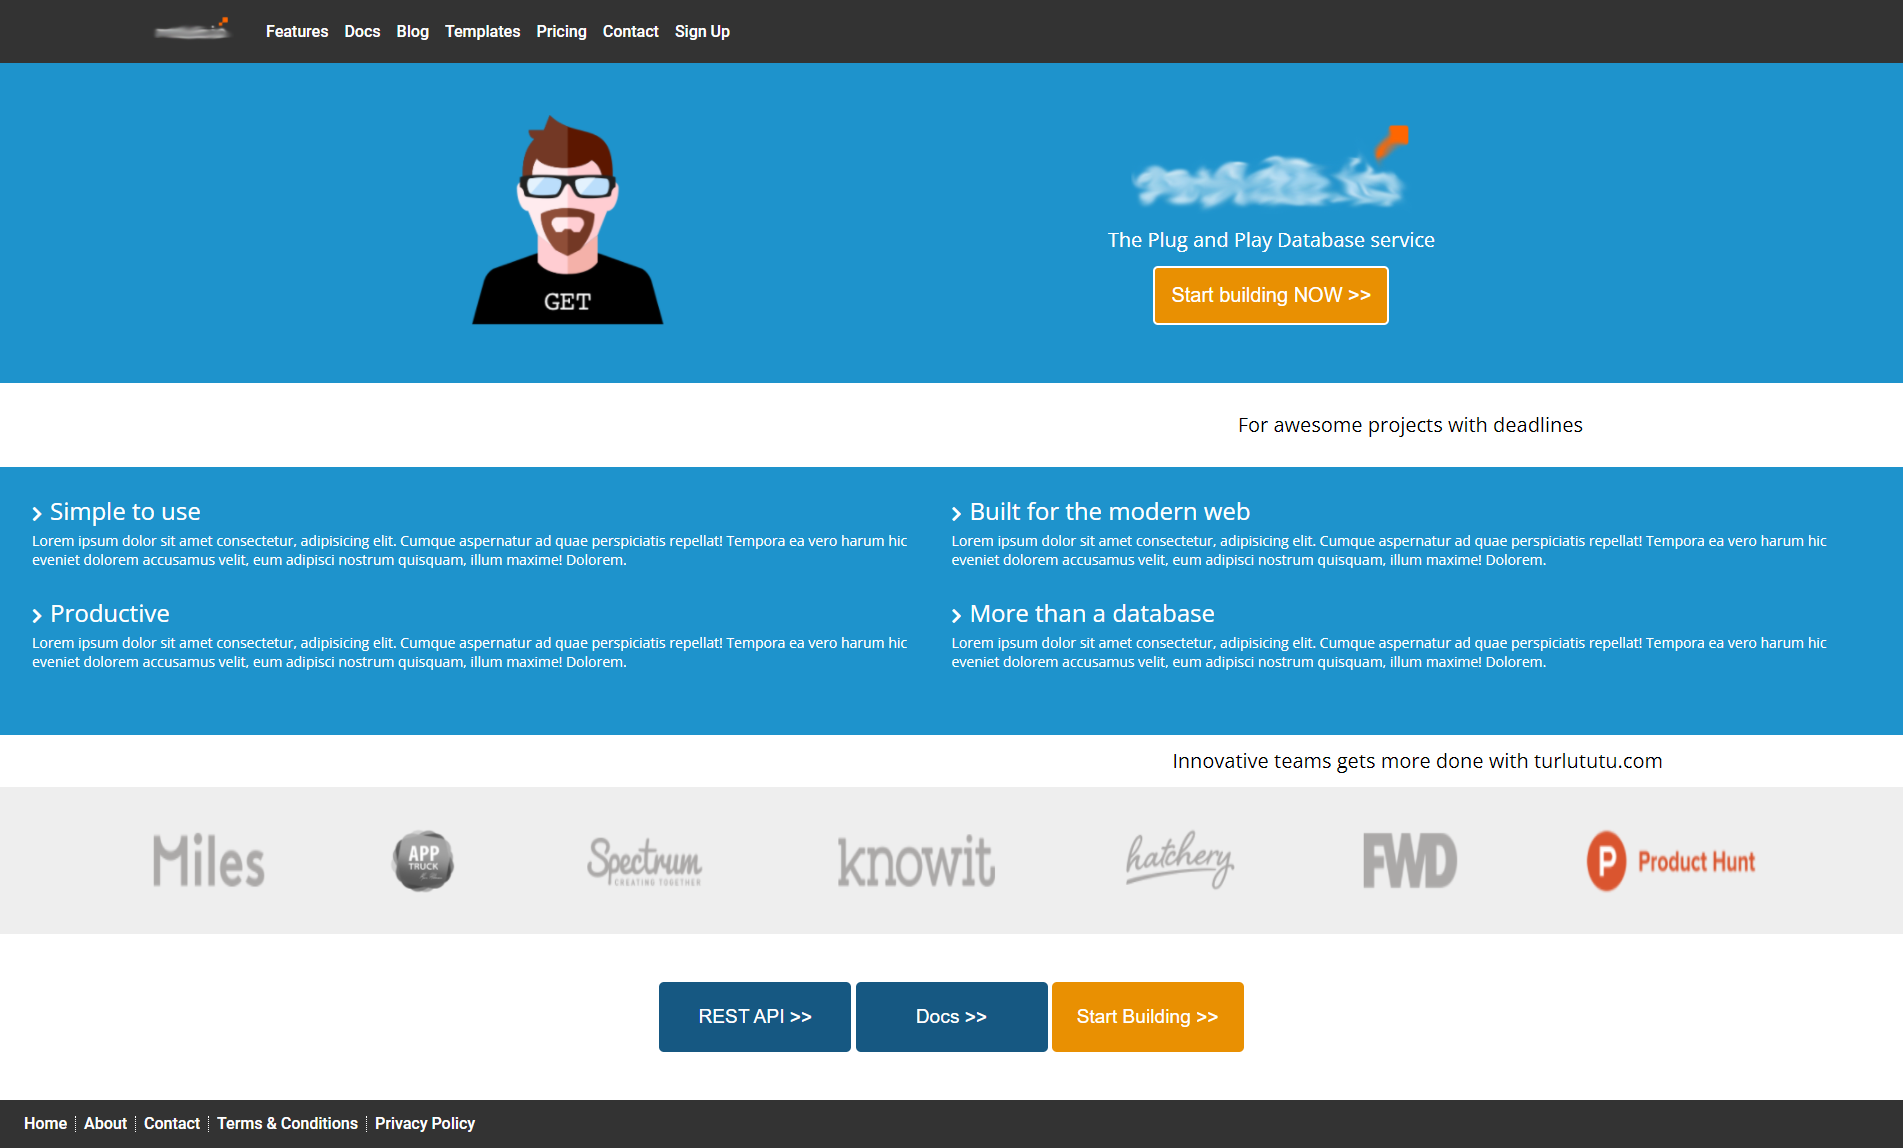 Features Docs Blog Templates Pricing Contact Sign Up
GET
The Plug and Play Database service
Start building NOW >>
For awesome projects with deadlines
Simple to use
Lorem ipsum dolor sit amet consectetur, adipisicing elit. Cumque aspernatur ad quae perspiciatis repellat! Tempora ea vero harum hic
eveniet dolorem accusamus velit, eum adipisci nostrum quisquam, illum maxime! Dolorem.
Built for the modern web
Lorem ipsum dolor sit amet consectetur, adipisicing elit. Cumque aspernatur ad quae perspiciatis repellat! Tempora ea vero harum hic
eveniet dolorem accusamus velit, eum adipisci nostrum quisquam, illum maxime! Dolorem.
Productive
Lorem ipsum dolor sit amet consectetur, adipisicing elit. Cumque aspernatur ad quae perspiciatis repellat! Tempora ea vero harum hic
eveniet dolorem accusamus velit, eum adipisci nostrum quisquam, illum maxime! Dolorem.
More than a database
Lorem ipsum dolor sit amet consectetur, adipisicing elit. Cumque aspernatur ad quae perspiciatis repellat! Tempora ea vero harum hic
eveniet dolorem accusamus velit, eum adipisci nostrum quisquam, illum maxime! Dolorem.
Innovative teams gets more done with turlututu.com
Miles
APP
TRUCK
Spectrum
CREATING TOGETHER
knowit
hatchery
FWD
P Product Hunt
REST API >>
Docs >>
Start Building >>
Home About Contact Terms & Conditions Privacy Policy